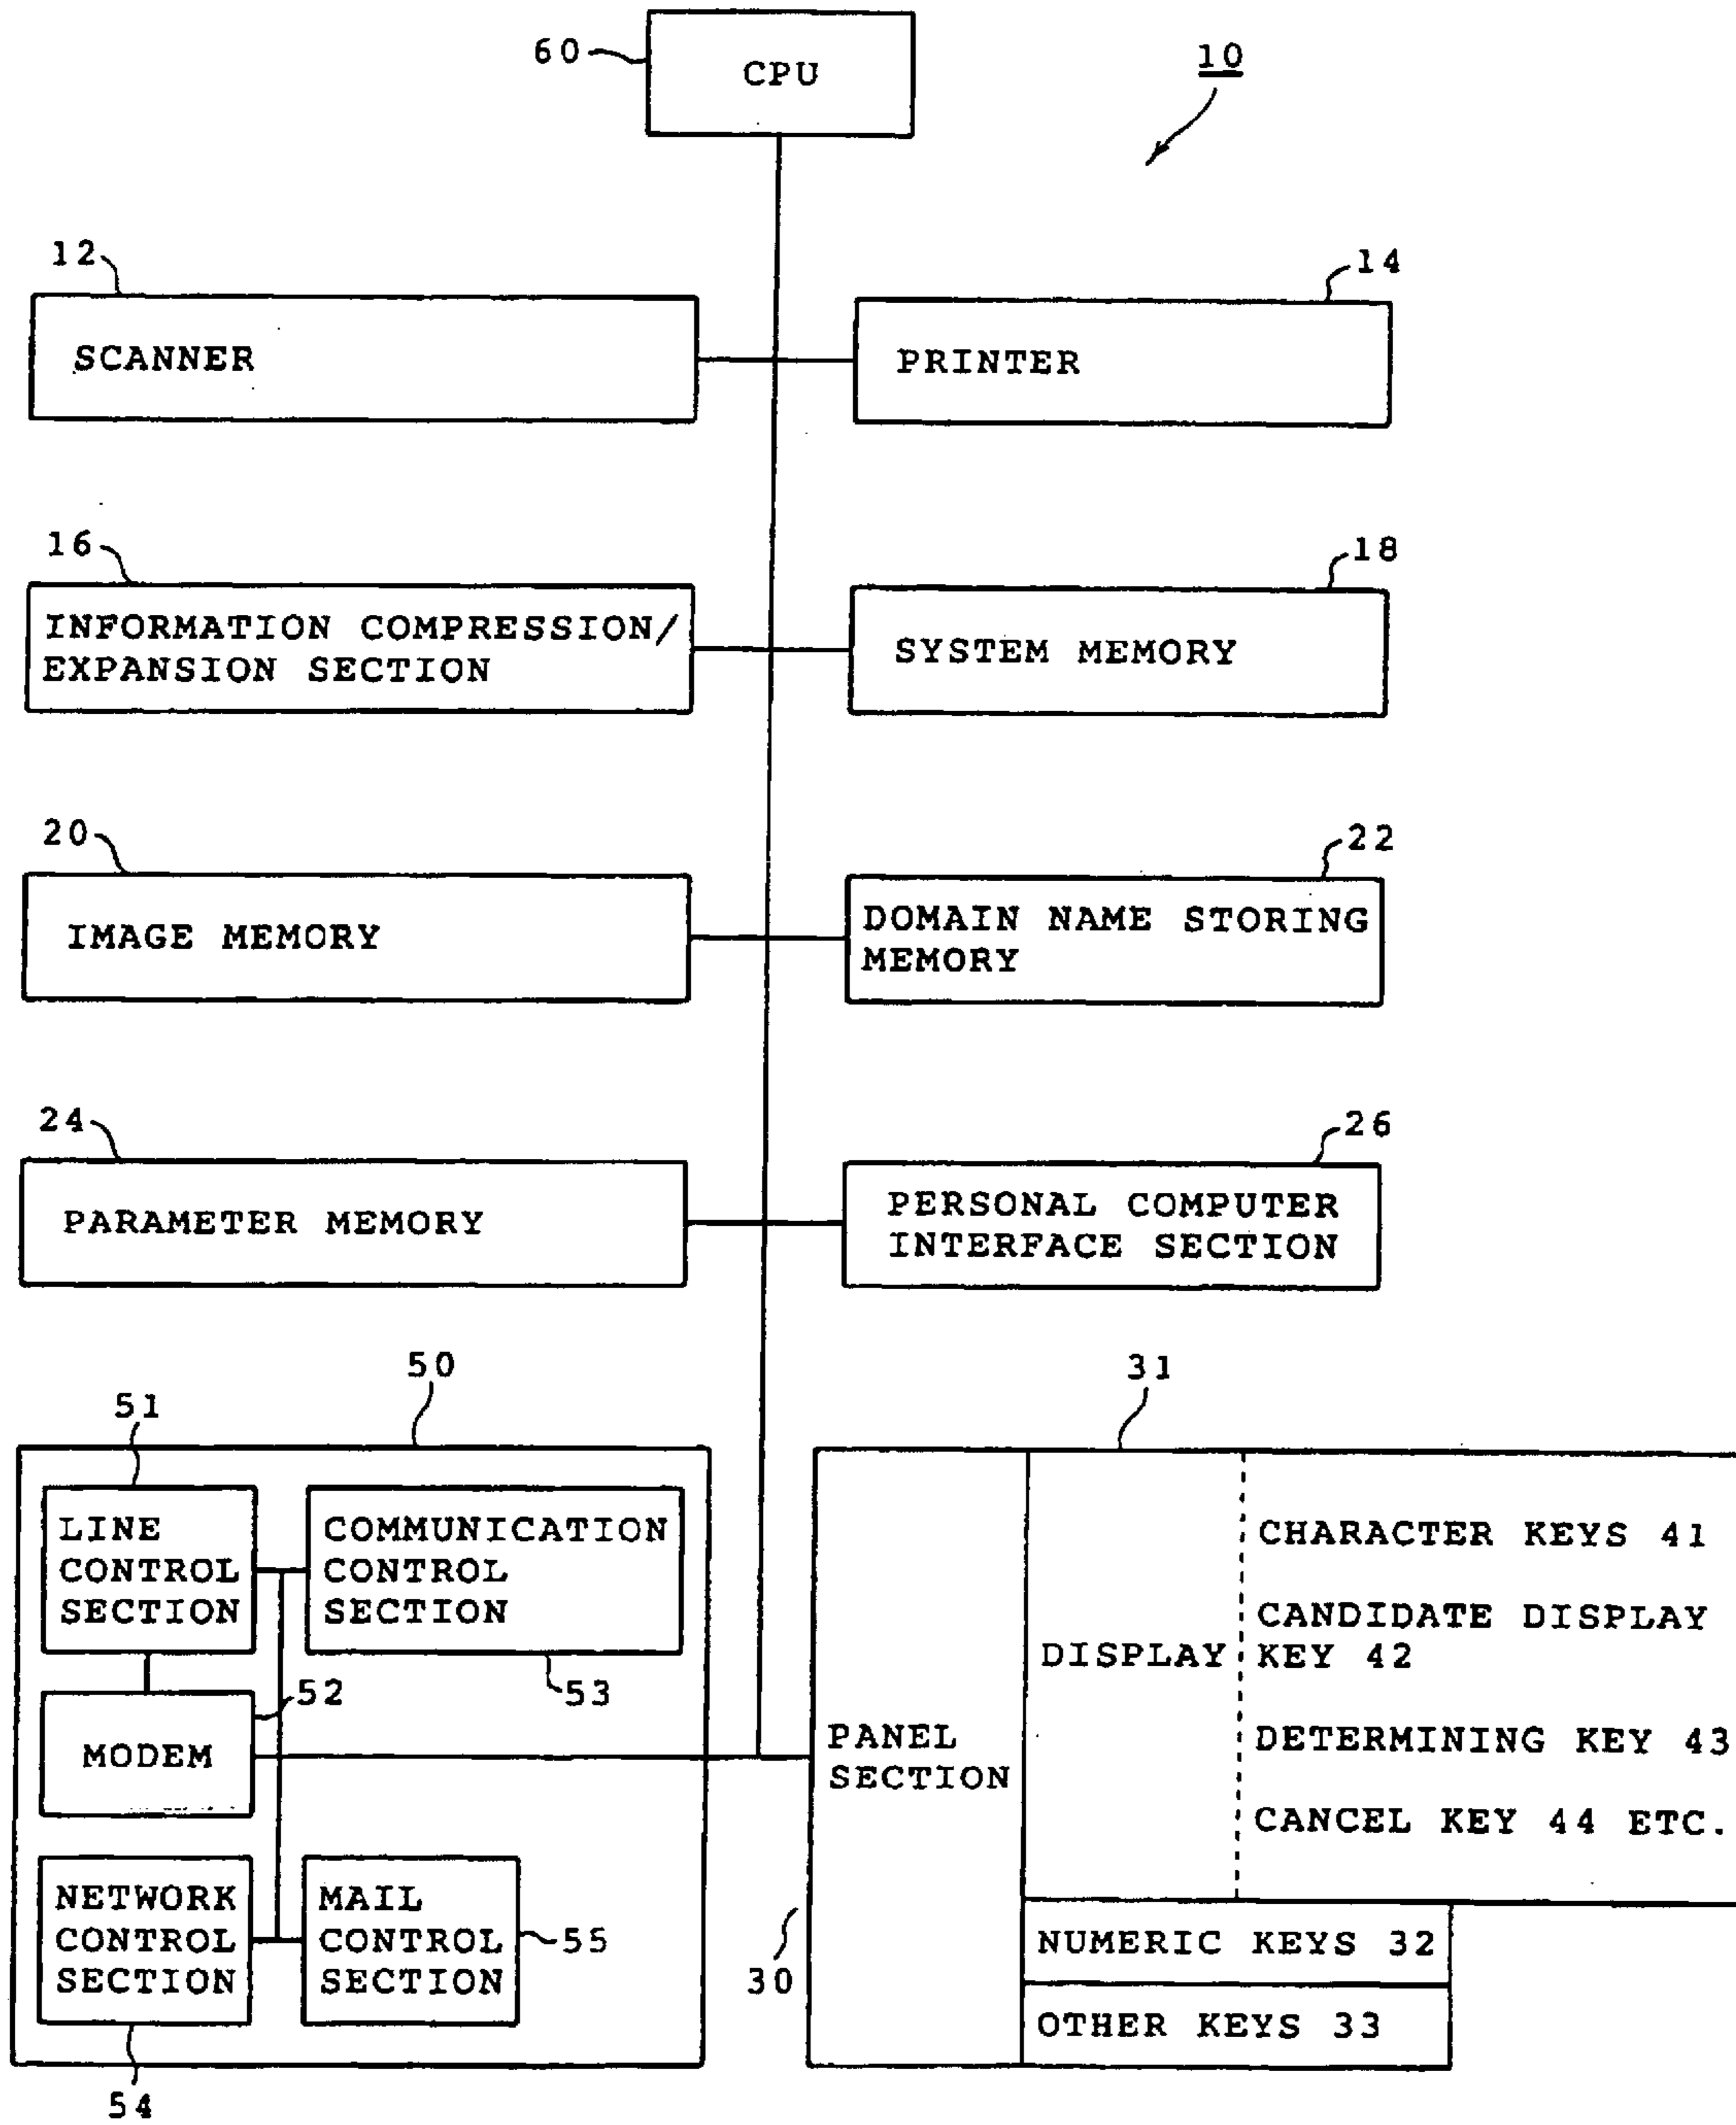 60
CPU
10
12
14
SCANNER
PRINTER
16
18
INFORMATION COMPRESSION/
EXPANSION SECTION
SYSTEM MEMORY
20
22
IMAGE MEMORY
DOMAIN NAME STORING
MEMORY
24
26
PARAMETER MEMORY
PERSONAL COMPUTER
INTERFACE SECTION
50
51
LINE
CONTROL
SECTION
COMMUNICATION
CONTROL
SECTION
52
53
MODEM
NETWORK
CONTROL
SECTION
MAIL
CONTROL
SECTION
55
54
31
PANEL
SECTION
DISPLAY
CHARACTER KEYS 41
CANDIDATE DISPLAY
KEY 42
DETERMINING KEY 43
CANCEL KEY 44 ETC.
30
NUMERIC KEYS 32
OTHER KEYS 33